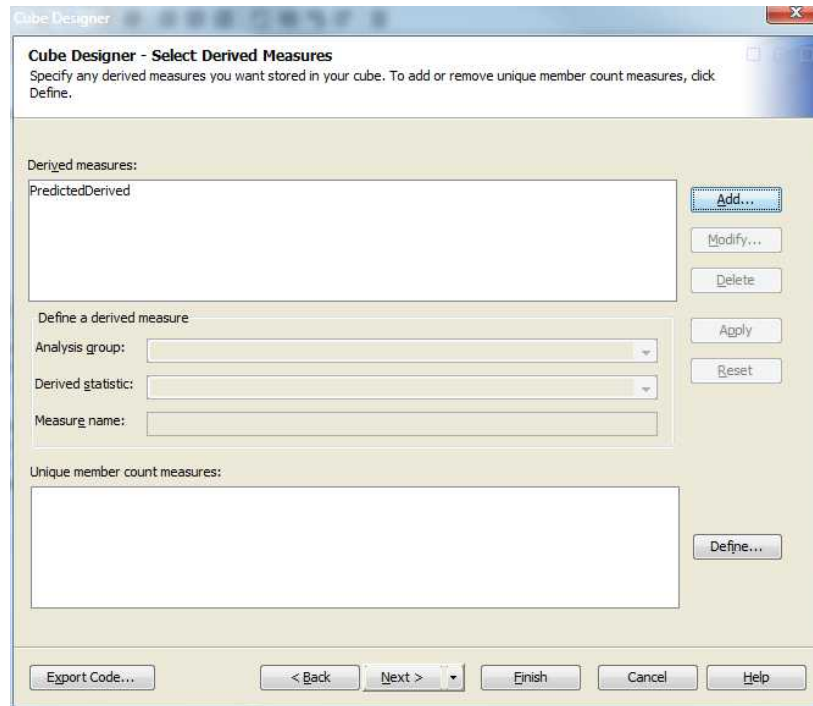 Cube Designer
Cube Designer - Select Derived Measures
Specify any derived measures you want stored in your cube. To add or remove unique member count measures, click
Define.
Derived measures:
PredictedDerived
Add...
Modify...
Delete
Define a derived measure
Apply
Analysis group:
Reset
Derived statistic:
Measure name:
Unique member count measures:
Define...
Export Code...
< Back
Next >
Finish
Cancel
Help